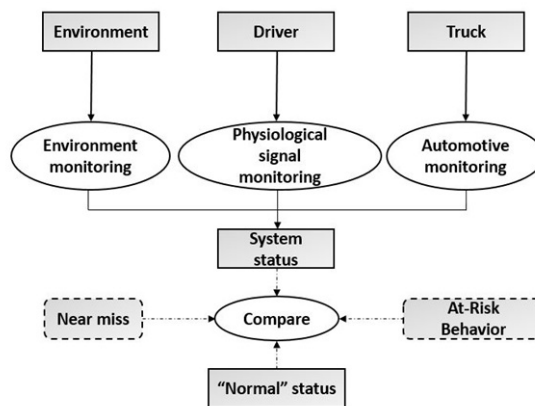 Environment
Driver
Truck
Environment
monitoring
Physiological
signal
monitoring
Automotive
monitoring
System
status
Near miss
Compare
At-Risk
Behavior
“Normal” status